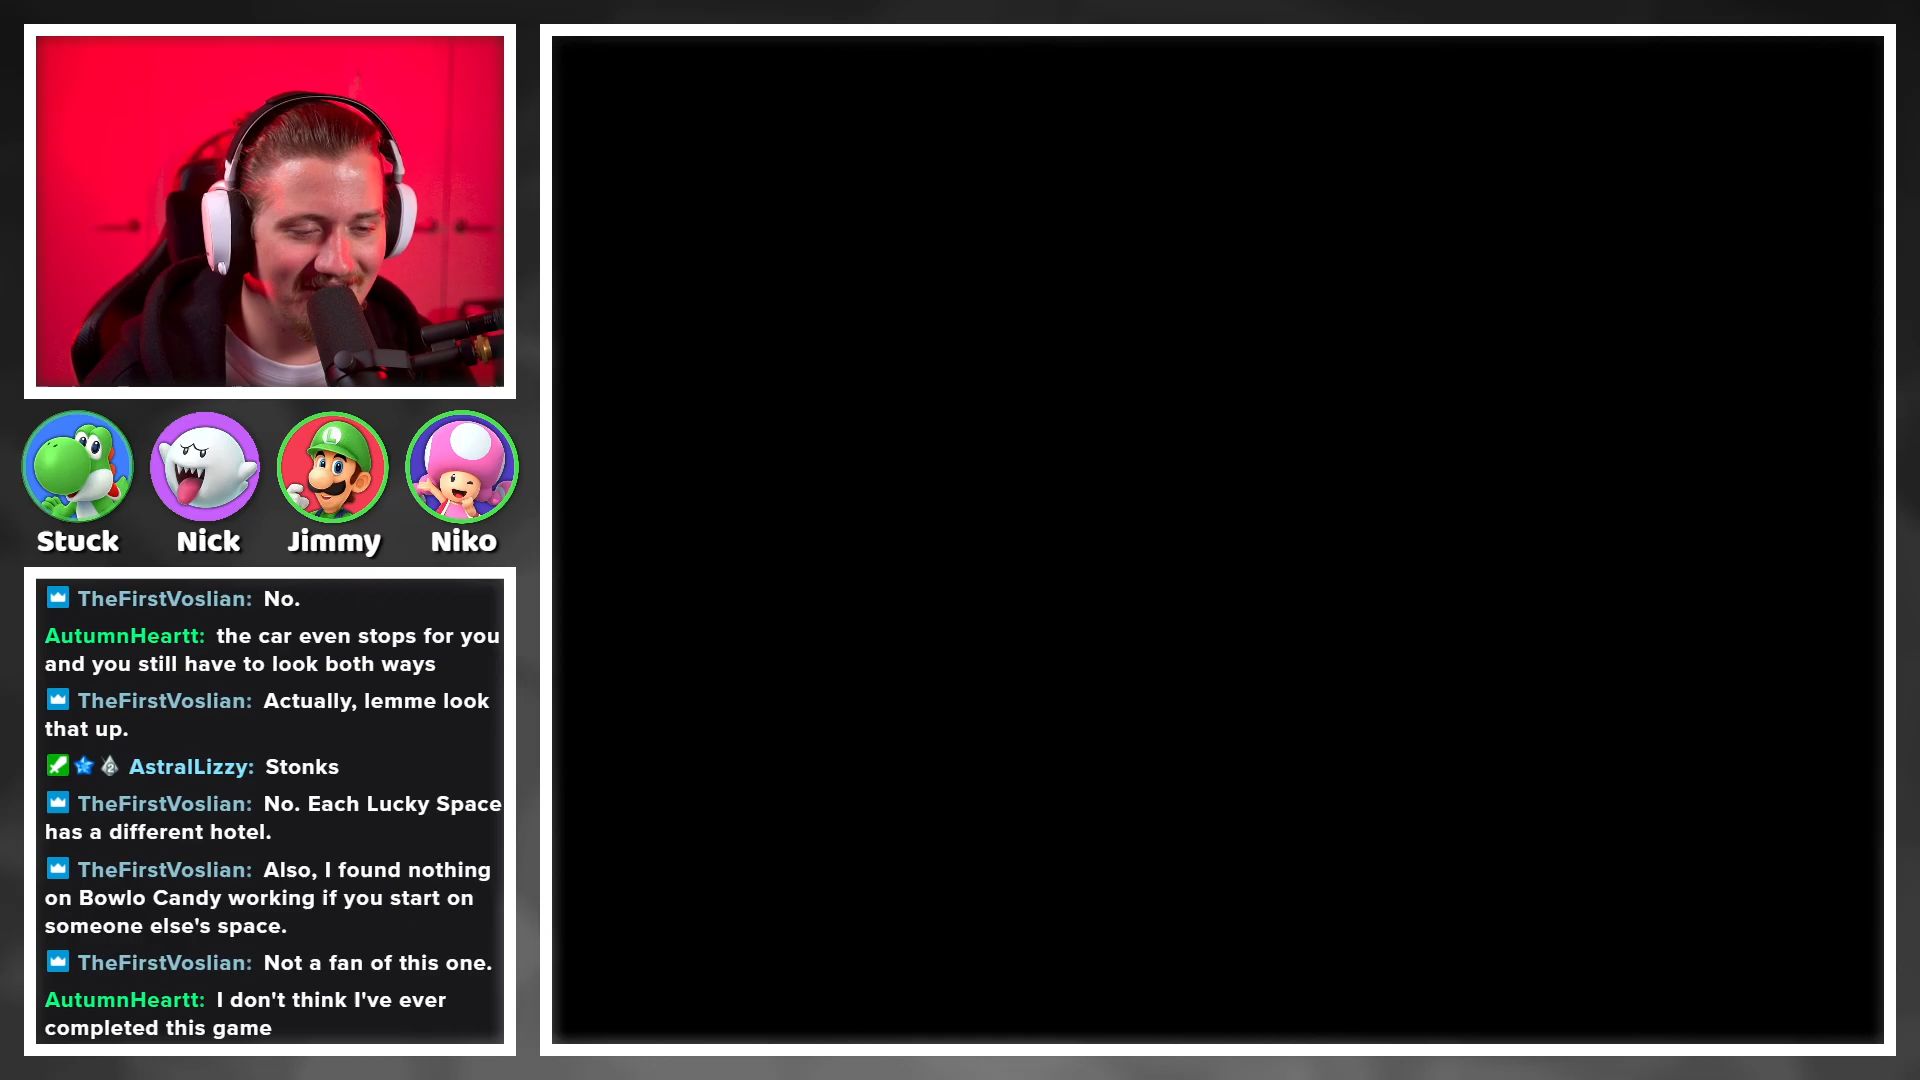 Stuck Nick Jimmy Niko
TheFirstVoslian: No.
AutumnHeartt: the car even stops for you
and you still have to look both ways
TheFirstVoslian: Actually, lemme look
that up.
AstralLizzy: Stonks
TheFirstVoslian: No. Each Lucky Space
has a different hotel.
TheFirstVoslian: Also, I found nothing
on Bowlo Candy working if you start on
someone else's space.
TheFirstVoslian: Not a fan of this one.
AutumnHeartt: I don't think I've ever
completed this game